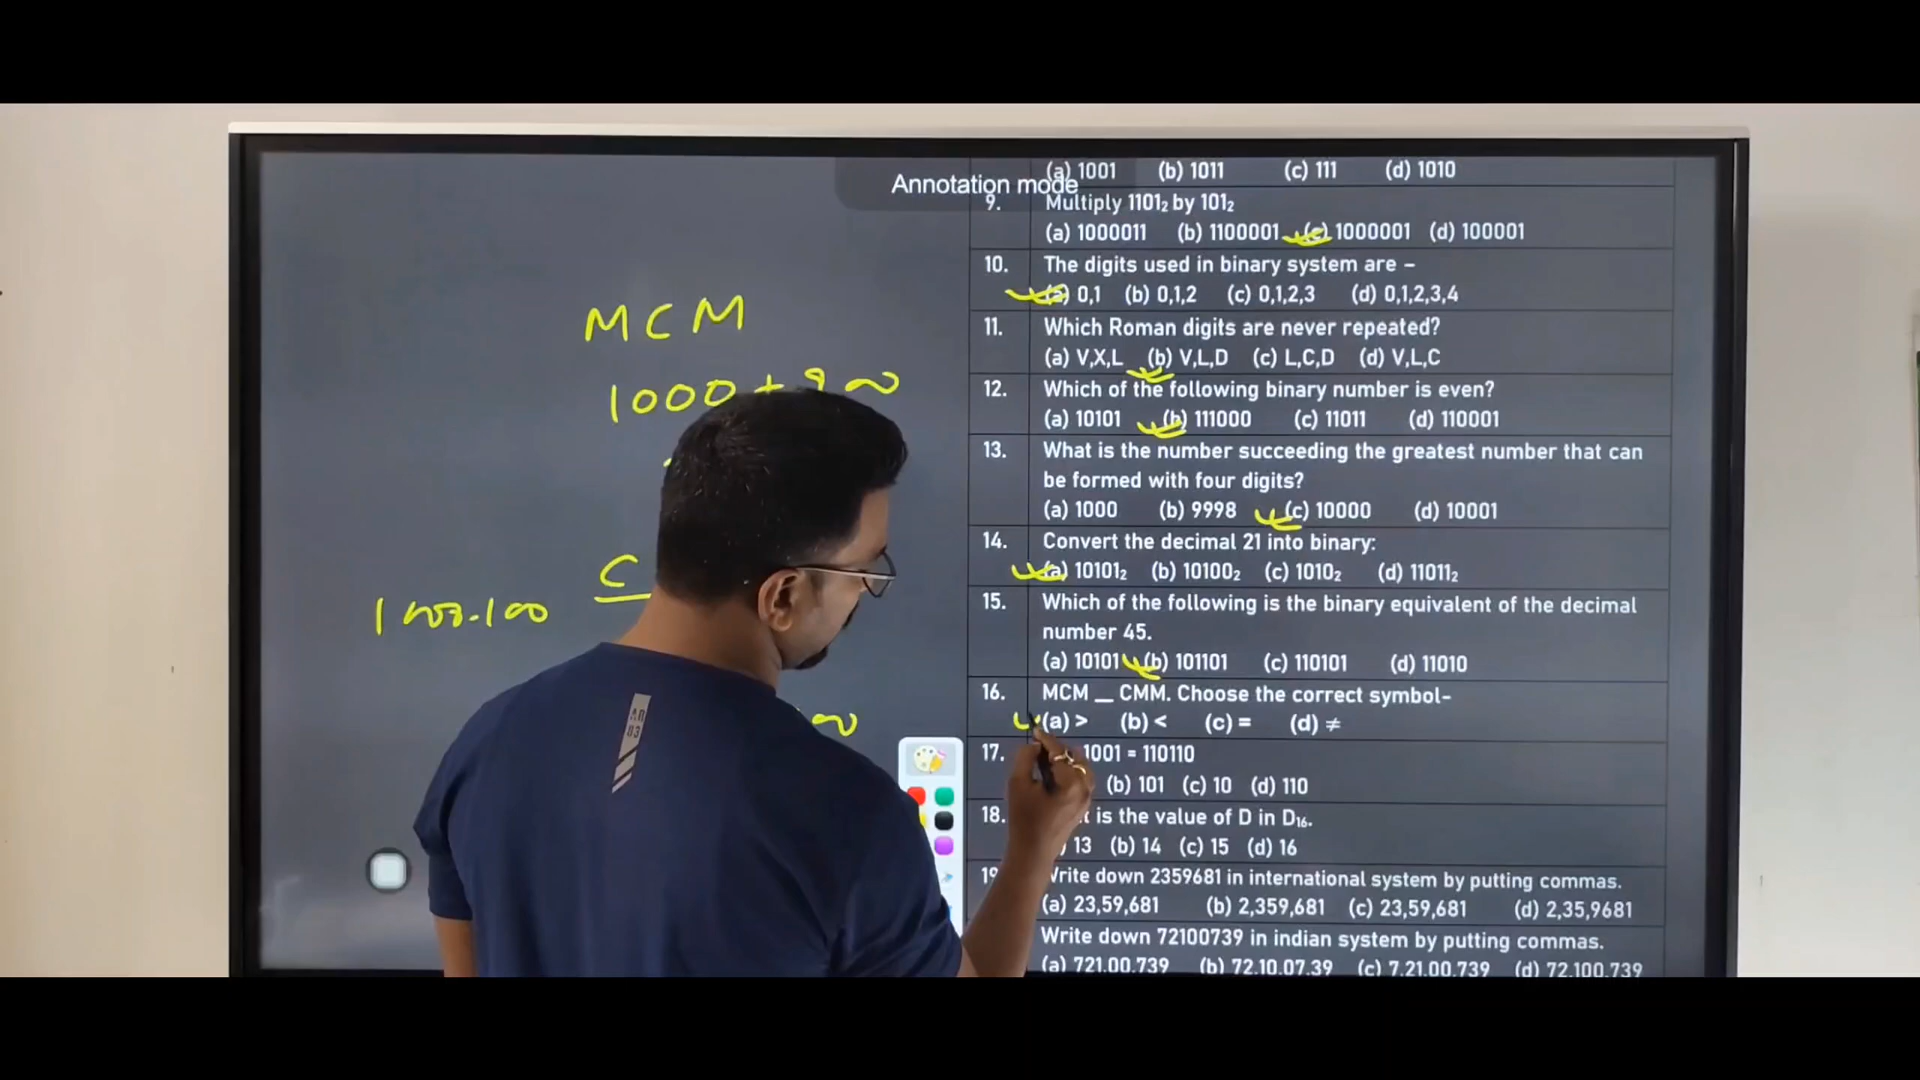 Annotation mode
(a) 1001 (b) 1011 (c) 111 (d) 1010
9. Multiply 1101₂ by 101₂
(a) 1000011 (b) 1100001 (c) 1000001 (d) 100001
10. The digits used in binary system are –
(a) 0,1 (b) 0,1,2 (c) 0,1,2,3 (d) 0,1,2,3,4
11. Which Roman digits are never repeated?
(a) V,X,L (b) V,L,D (c) L,C,D (d) V,L,C
12. Which of the following binary number is even?
(a) 10101 (b) 111000 (c) 11011 (d) 110001
13. What is the number succeeding the greatest number that can
be formed with four digits?
(a) 1000 (b) 9998 (c) 10000 (d) 10001
14. Convert the decimal 21 into binary:
(a) 10101₂ (b) 10100₂ (c) 1010₂ (d) 11011₂
15. Which of the following is the binary equivalent of the decimal
number 45.
(a) 10101 (b) 101101 (c) 110101 (d) 11010
16. MCM _ CMM. Choose the correct symbol-
(a) > (b) < (c) = (d) ≠
17. 1001 = 110110
(b) 101 (c) 10 (d) 110
18. is the value of D in D₁₆.
13 (b) 14 (c) 15 (d) 16
Write down 2359681 in international system by putting commas.
(a) 23,59,681 (b) 2,359,681 (c) 23,59,681 (d) 2,35,9681
Write down 72100739 in indian system by putting commas.
(a) 721,00,739 (b) 72,10,07,39 (c) 7,21,00,739 (d) 72,100,739
MCM
1000 +
C
1000-100